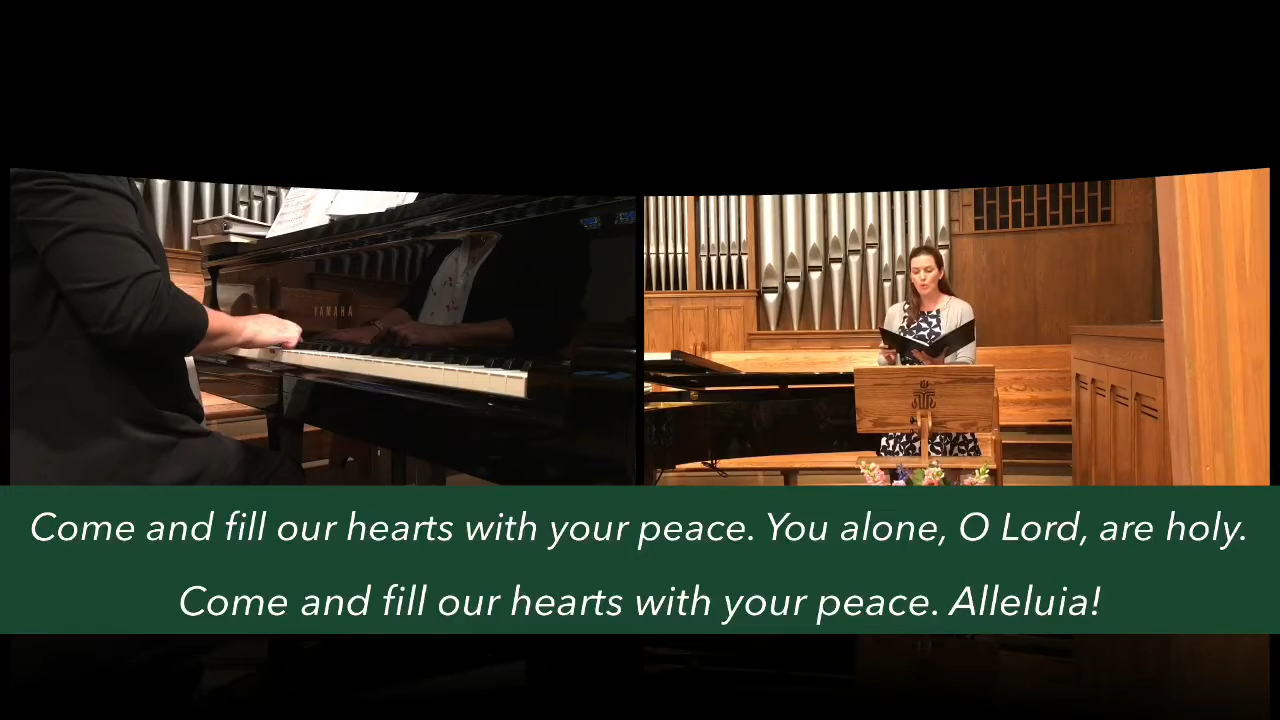 YAMAHA
Come and fill our hearts with your peace. You alone, O Lord, are holy.
Come and fill our hearts with your peace. Alleluia!